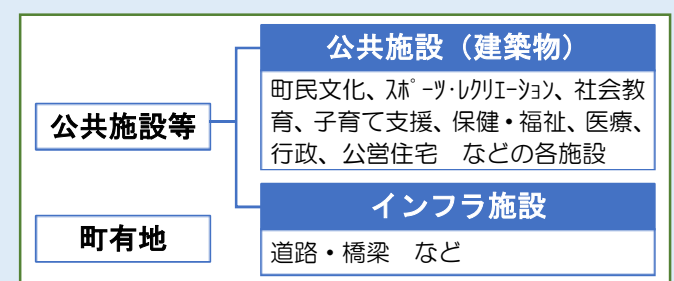 公共施設等
公共施設（建築物）
町民文化、ｽﾎﾟｰﾂ･ﾚｸﾘｴｰｼｮﾝ、社会教
育、子育て支援、保健・福祉、医療、
行政、公営住宅　などの各施設
インフラ施設
道路・橋梁　など
町有地